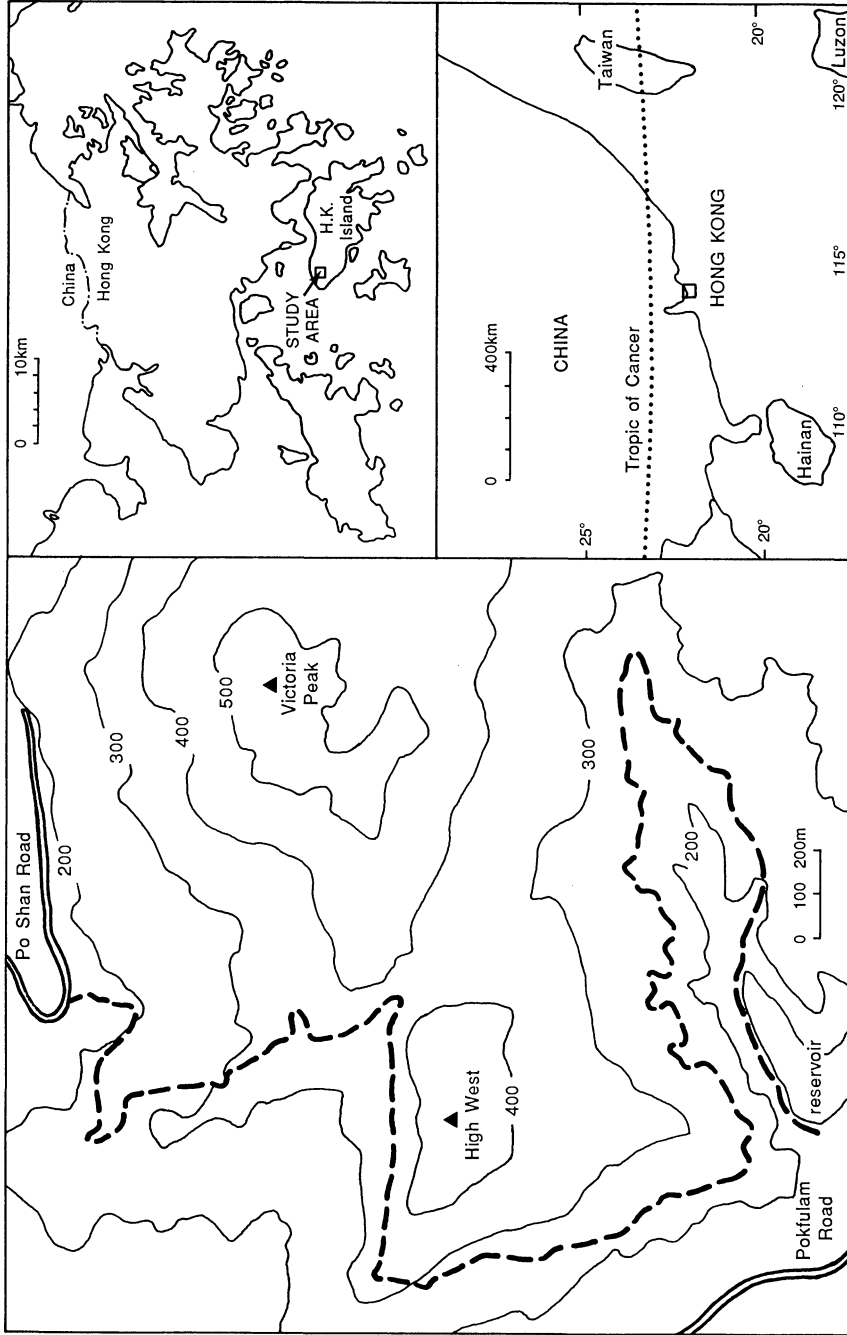 Po Shan Road
200
300
400
500
Victoria
Peak
High West
400
300
200
0 100 200m
reservoir
Pokfulam
Road
0 10km
China
Hong Kong
STUDY
AREA
H.K.
Island
25°
20°
0 400km
CHINA
Tropic of Cancer
Taiwan
HONG KONG
Hainan
Luzon
110°
115°
120°
20°